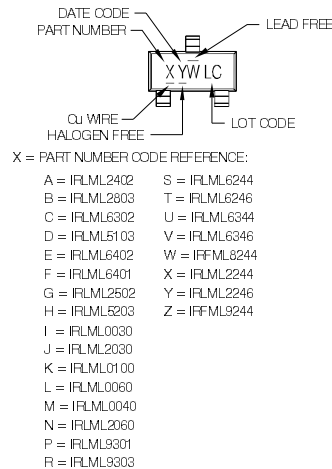 DATE CODE
PART NUMBER
LEAD FREE
X YW LC
Cu WIRE
HALOGEN FREE
LOT CODE
X = PART NUMBER CODE REFERENCE:
A = IRLML2402
B = IRLML2803
C = IRLML6302
D = IRLML5103
E = IRLML6402
F = IRLML6401
G = IRLML2502
H = IRLML5203
I = IRLML0030
J = IRLML2030
K = IRLML0100
L = IRLML0060
M = IRLML0040
N = IRLML2060
P = IRLML9301
R = IRLML9303
S = IRLML6244
T = IRLML6246
U = IRLML6344
V = IRLML6346
W = IRFML8244
X = IRLML2244
Y = IRLML2246
Z = IRFML9244